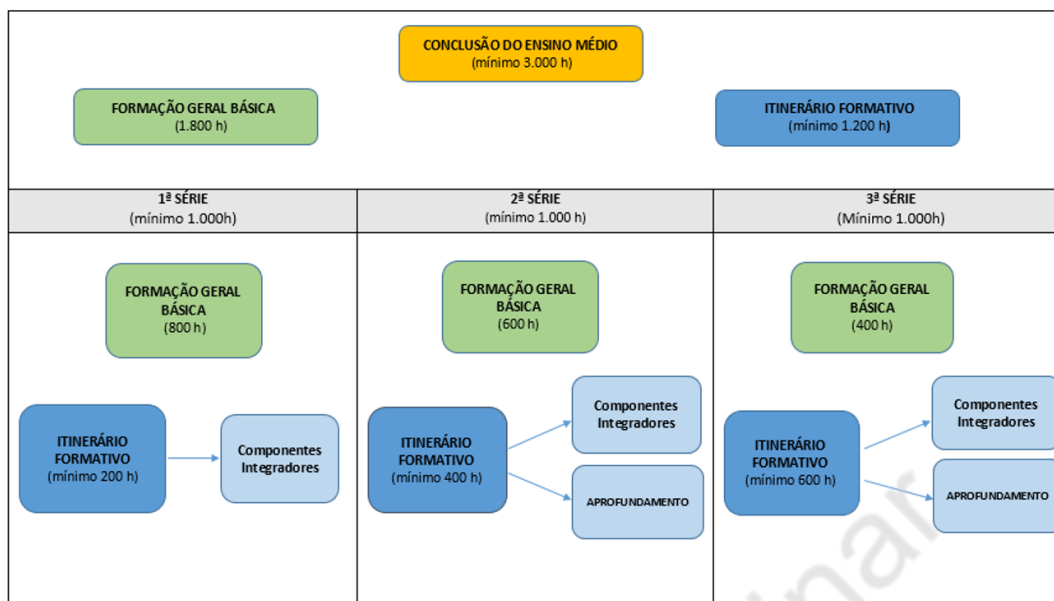 CONCLUSÃO DO ENSINO MÉDIO
(mínimo 3.000 h)
FORMAÇÃO GERAL BÁSICA
(1.800 h)
ITINERÁRIO FORMATIVO
(mínimo 1.200 h)
1ª SÉRIE
(mínimo 1.000h)
2ª SÉRIE
(mínimo 1.000 h)
3ª SÉRIE
(Mínimo 1.000h)
FORMAÇÃO GERAL
BÁSICA
(800 h)
ITINERÁRIO
FORMATIVO
(mínimo 200 h)
Componentes
Integradores
FORMAÇÃO GERAL
BÁSICA
(600 h)
ITINERÁRIO
FORMATIVO
(mínimo 400 h)
Componentes
Integradores
APROFUNDAMENTO
FORMAÇÃO GERAL
BÁSICA
(400 h)
ITINERÁRIO
FORMATIVO
(mínimo 600 h)
Componentes
Integradores
APROFUNDAMENTO